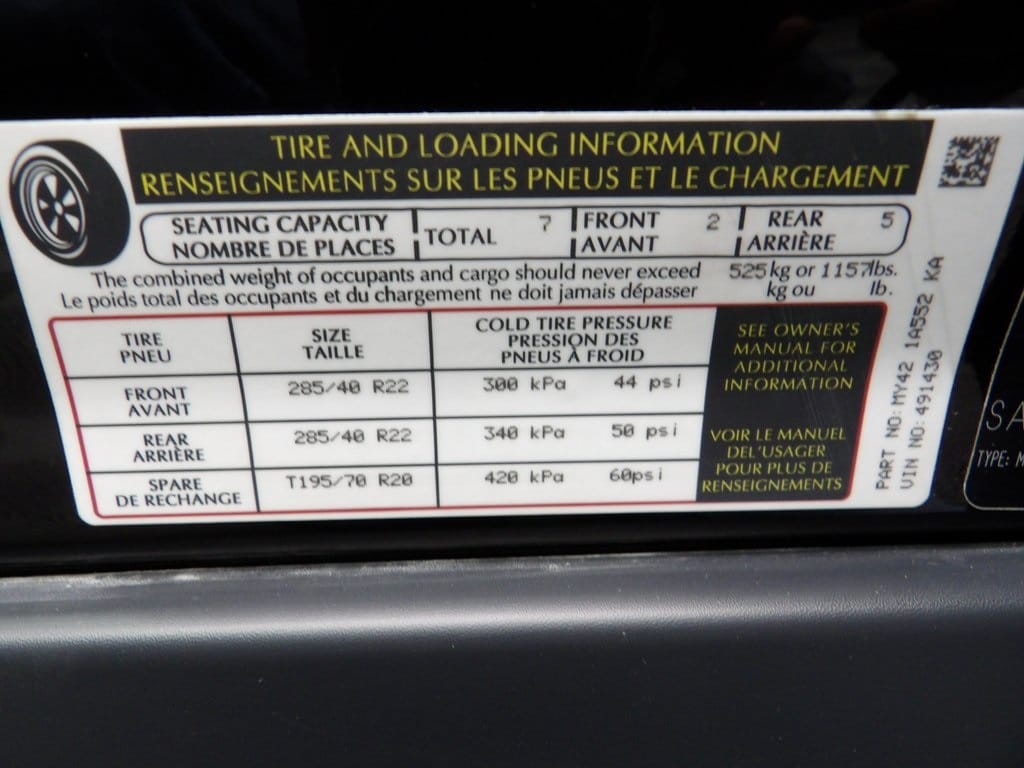 TIRE AND LOADING INFORMATION
RENSEIGNEMENTS SUR LES PNEUS ET LE CHARGEMENT
SEATING CAPACITY
NOMBRE DE PLACES
TOTAL 7
FRONT 2
AVANT
REAR 5
ARRIÈRE
The combined weight of occupants and cargo should never exceed 525 kg or 1157 lbs.
Le poids total des occupants et du chargement ne doit jamais dépasser kg ou lb.
TIRE
PNEU
SIZE
TAILLE
COLD TIRE PRESSURE
PRESSION DES
PNEUS À FROID
FRONT
AVANT
285/40 R22
300 kPa 44 psi
REAR
ARRIÈRE
285/40 R22
340 kPa 50 psi
SPARE
DE RECHANGE
T195/70 R20
420 kPa 60psi
SEE OWNER'S
MANUAL FOR
ADDITIONAL
INFORMATION
VOIR LE MANUEL
DEL'USAGER
POUR PLUS DE
RENSEIGNEMENTS
PART NO:MY42 1A552 KA
VIN NO:491430
SA
TYPE: M